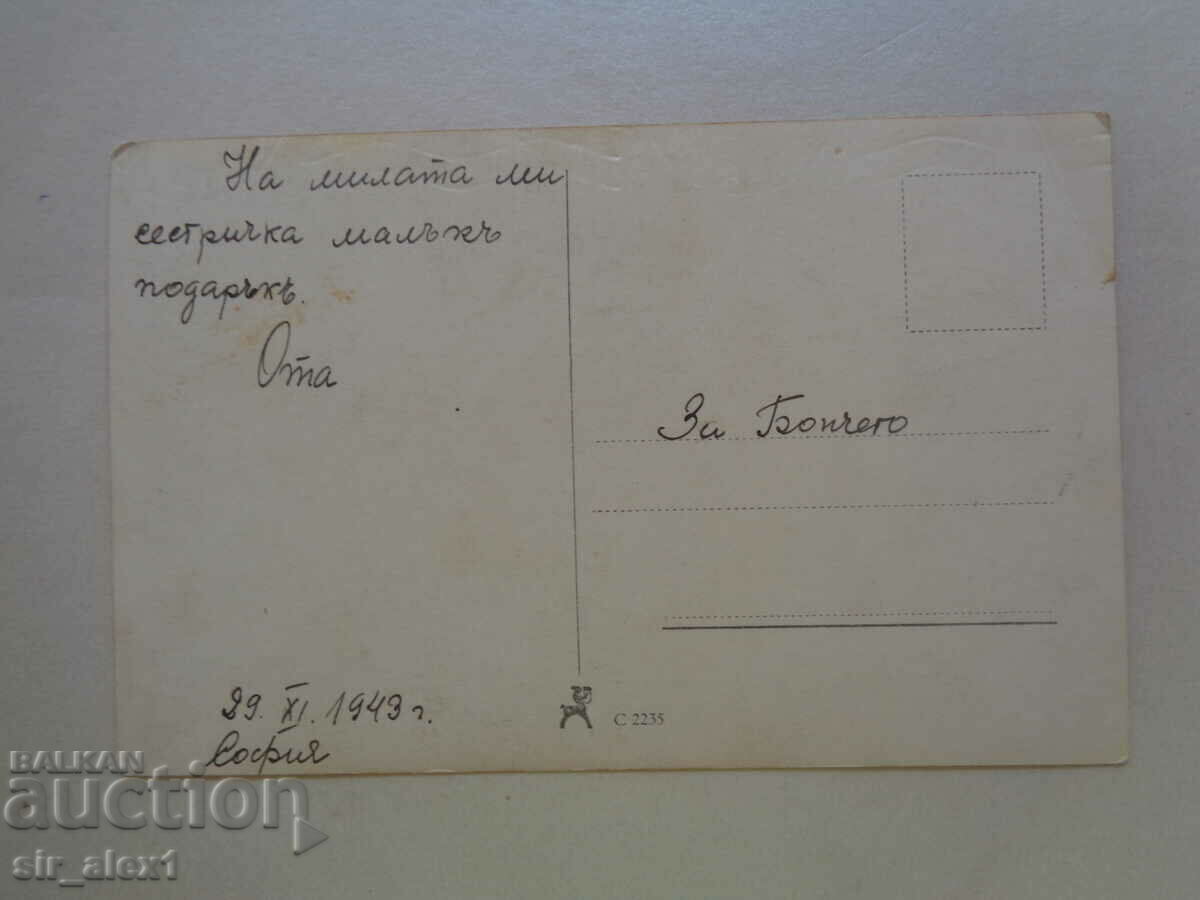 На милата ми
сестричка малъкъ
подаръкъ.
Ота
29. XI. 1943 г.
София
За Бончето
C 2235
BALKAN
auction
sir_alex1